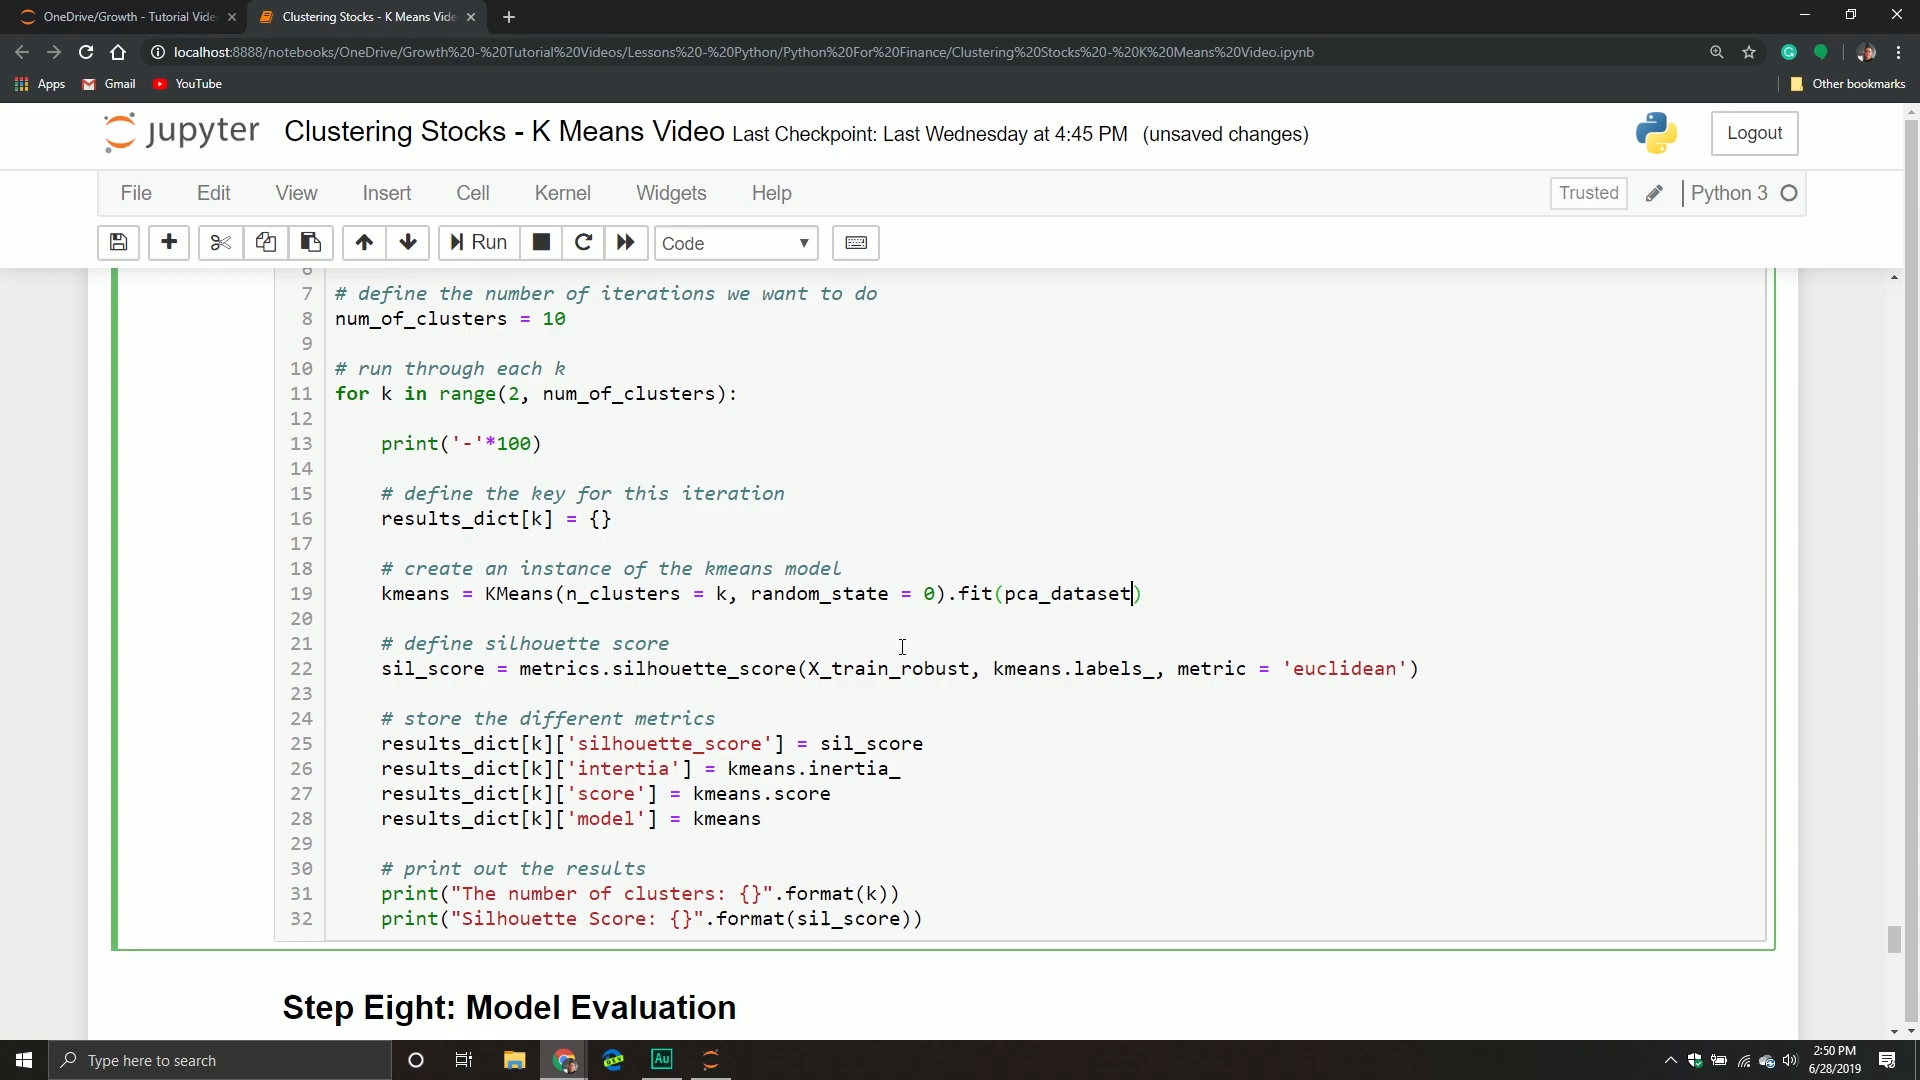 OneDrive/Growth - Tutorial Vide
Clustering Stocks - K Means Vide
localhost:8888/notebooks/OneDrive/Growth%20-%20Tutorial%20Videos/Lessons%20-%20Python/Python%20For%20Finance/Clustering%20Stocks%20-%20K%20Means%20Video.ipynb
Apps Gmail YouTube Other bookmarks
jupyter Clustering Stocks - K Means Video Last Checkpoint: Last Wednesday at 4:45 PM (unsaved changes) Logout
File Edit View Insert Cell Kernel Widgets Help Trusted Python 3
Run Code
6
7 # define the number of iterations we want to do
8 num_of_clusters = 10
9
10 # run through each k
11 for k in range(2, num_of_clusters):
12
13 print('-'*100)
14
15 # define the key for this iteration
16 results_dict[k] = {}
17
18 # create an instance of the kmeans model
19 kmeans = KMeans(n_clusters = k, random_state = 0).fit(pca_dataset)
20
21 # define silhouette score
22 sil_score = metrics.silhouette_score(X_train_robust, kmeans.labels_, metric = 'euclidean')
23
24 # store the different metrics
25 results_dict[k]['silhouette_score'] = sil_score
26 results_dict[k]['intertia'] = kmeans.inertia_
27 results_dict[k]['score'] = kmeans.score
28 results_dict[k]['model'] = kmeans
29
30 # print out the results
31 print("The number of clusters: {}".format(k))
32 print("Silhouette Score: {}".format(sil_score))
Step Eight: Model Evaluation
Type here to search
DEV
Au
2:50 PM
6/28/2019